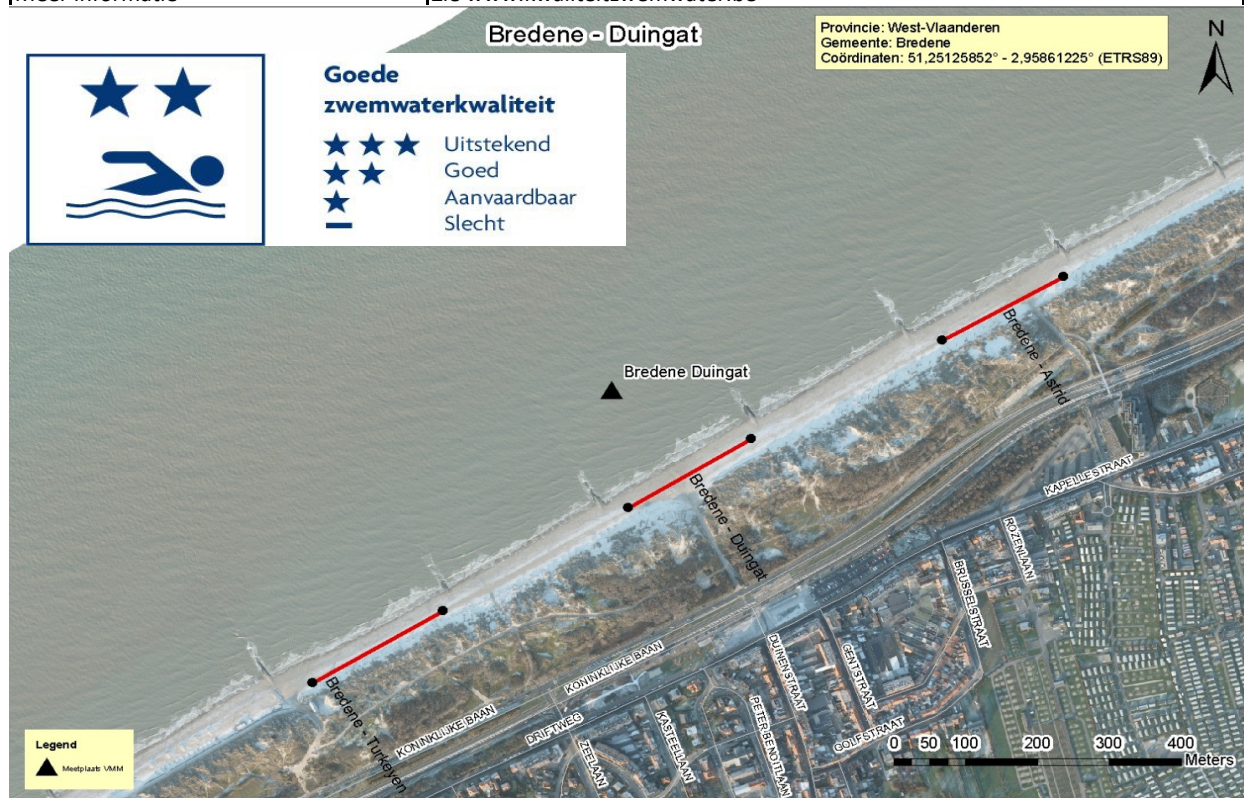 Bredene - Duingat
Provincie: West-Vlaanderen
Gemeente: Bredene
Coördinaten: 51,25125852° - 2,95861225° (ETRS89)
N
Goede
zwemwaterkwaliteit
Uitstekend
Goed
Aanvaardbaar
Slecht
Bredene Duingat
Bredene - Astrid
Bredene - Duingat
Bredene - Turkeyen
KAPELLESTRAAT
ROZENLAAN
BRUSSELSTRAAT
KONINKLIJKE BAAN
KONINKLIJKE BAAN
DUINENSTRAAT
GENTSTRAAT
GOLFSTRAAT
PETER BENOITLAAN
KASTEELLAAN
DRIFTWEG
ZEELAAN
Legend
Meetplaats VMM
0 50 100 200 300 400
Meters